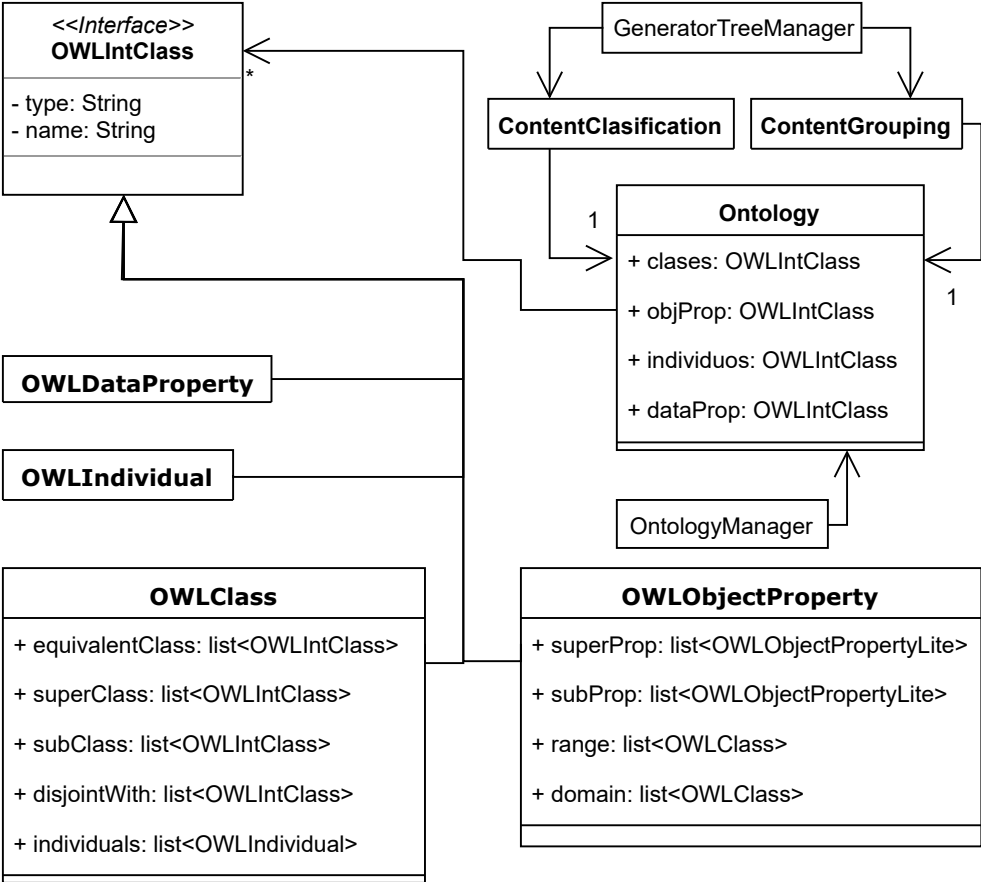 <<Interface>>
OWLIntClass
*
- type: String
- name: String
GeneratorTreeManager
ContentClasification
ContentGrouping
1
Ontology
+ clases: OWLIntClass
1
+ objProp: OWLIntClass
+ individuos: OWLIntClass
+ dataProp: OWLIntClass
OWLDataProperty
OWLIndividual
OntologyManager
OWLClass
+ equivalentClass: list<OWLIntClass>
+ superClass: list<OWLIntClass>
+ subClass: list<OWLIntClass>
+ disjointWith: list<OWLIntClass>
+ individuals: list<OWLIndividual>
OWLObjectProperty
+ superProp: list<OWLObjectPropertyLite>
+ subProp: list<OWLObjectPropertyLite>
+ range: list<OWLClass>
+ domain: list<OWLClass>